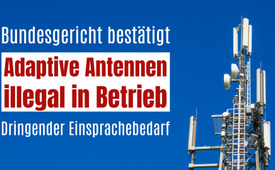 Bundesgericht bestätigt
Adaptive Antennen
illegal in Betrieb
Dringender Einsprachebedarf